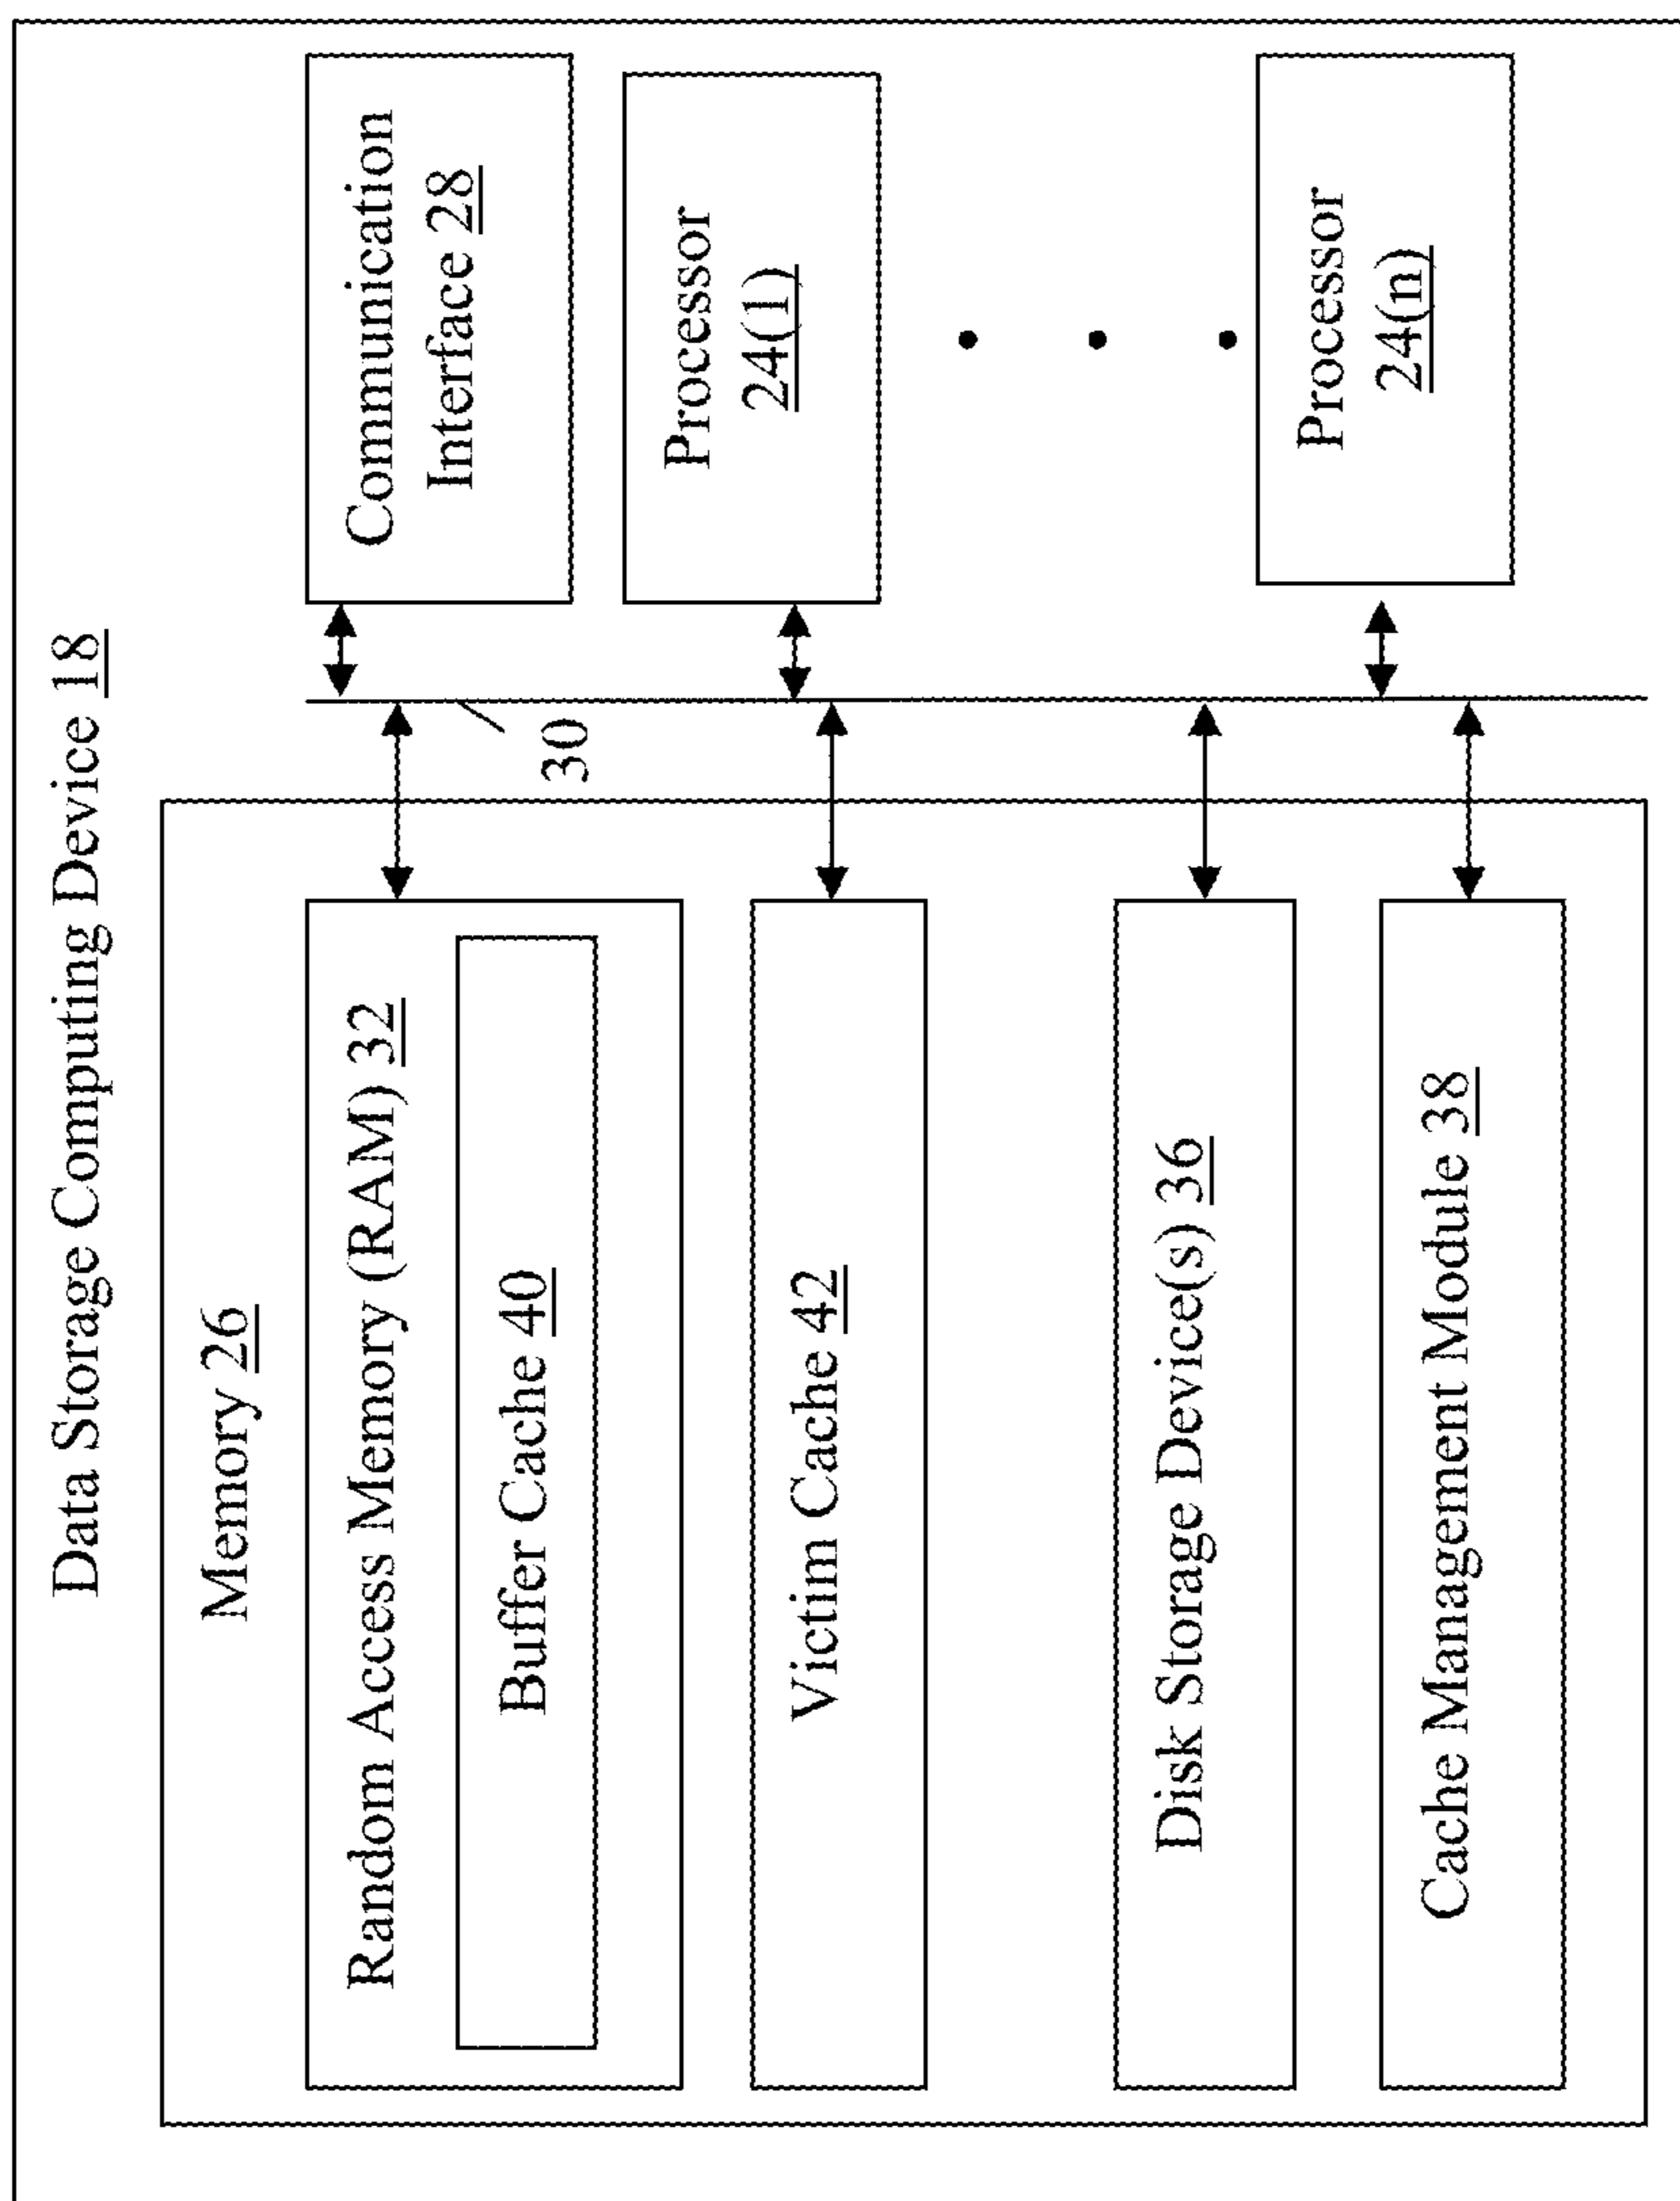 Data Storage Computing Device 18
Memory 26
Random Access Memory (RAM) 32
Buffer Cache 40
Victim Cache 42
Disk Storage Device(s) 36
Cache Management Module 38
30
Communication
Interface 28
Processor
24(1)
Processor
24(n)